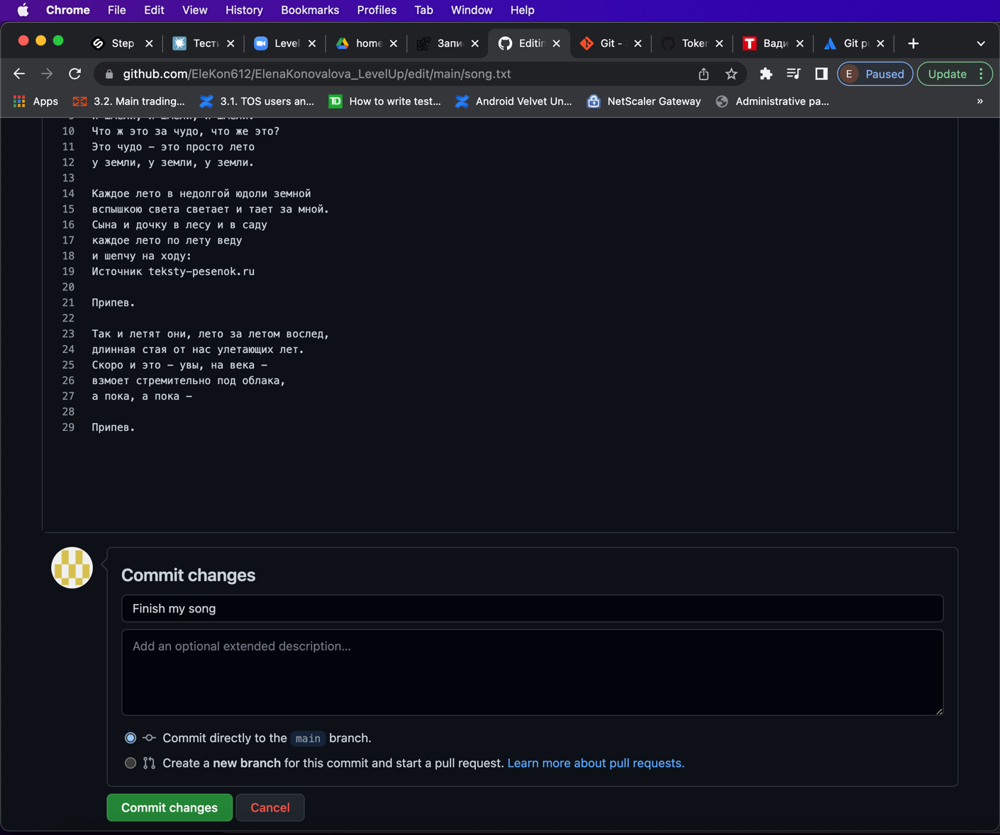 Chrome File Edit View History Bookmarks Profiles Tab Window Help
Step Тести Level home Запи Editin Git - Token Вади Git pu
github.com/EleKon612/ElenaKonovalova_LevelUp/edit/main/song.txt E Paused Update
Apps 3.2. Main trading... 3.1. TOS users an... TD How to write test... Android Velvet Un... NetScaler Gateway Administrative pa... »
10 Что ж это за чудо, что же это?
11 Это чудо – это просто лето
12 у земли, у земли, у земли.
13
14 Каждое лето в недолгой юдоли земной
15 вспышкою света светает и тает за мной.
16 Сына и дочку в лесу и в саду
17 каждое лето по лету веду
18 и шепчу на ходу:
19 Источник teksty-pesenok.ru
20
21 Припев.
22
23 Так и летят они, лето за летом вослед,
24 длинная стая от нас улетающих лет.
25 Скоро и это – увы, на века –
26 взмоет стремительно под облака,
27 а пока, а пока –
28
29 Припев.
Commit changes
Finish my song
Add an optional extended description...
Commit directly to the main branch.
Create a new branch for this commit and start a pull request. Learn more about pull requests.
Commit changes Cancel